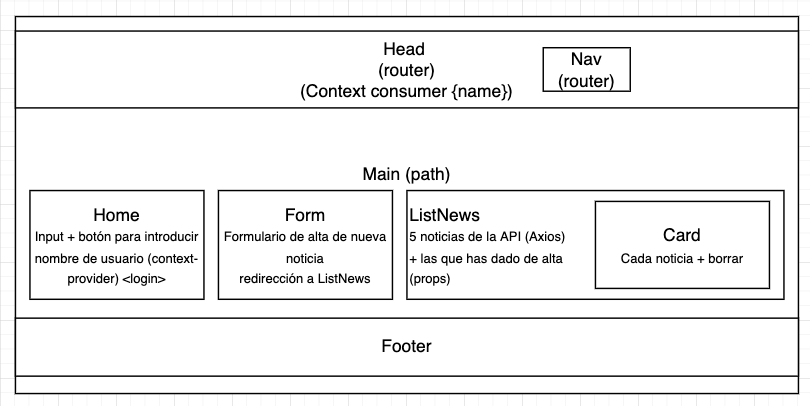 Head
(router)
(Context consumer {name})
Nav
(router)
Main (path)
Home
Input + botón para introducir
nombre de usuario (context-
provider) <login>
Form
Formulario de alta de nueva
noticia
redirección a ListNews
ListNews
5 noticias de la API (Axios)
+ las que has dado de alta
(props)
Card
Cada noticia + borrar
Footer